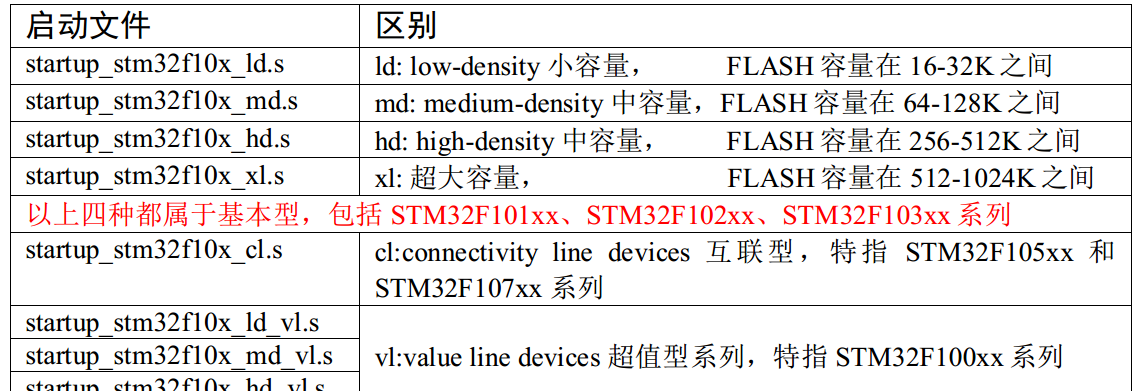 启动文件 区别
startup_stm32f10x_ld.s ld: low-density 小容量， FLASH 容量在 16-32K 之间
startup_stm32f10x_md.s md: medium-density 中容量，FLASH 容量在 64-128K 之间
startup_stm32f10x_hd.s hd: high-density 中容量， FLASH 容量在 256-512K 之间
startup_stm32f10x_xl.s xl: 超大容量， FLASH 容量在 512-1024K 之间
以上四种都属于基本型，包括 STM32F101xx、STM32F102xx、STM32F103xx 系列
startup_stm32f10x_cl.s cl:connectivity line devices 互联型，特指 STM32F105xx 和
STM32F107xx 系列
startup_stm32f10x_ld_vl.s
startup_stm32f10x_md_vl.s vl:value line devices 超值型系列，特指 STM32F100xx 系列
startup_stm32f10x_hd_vl.s